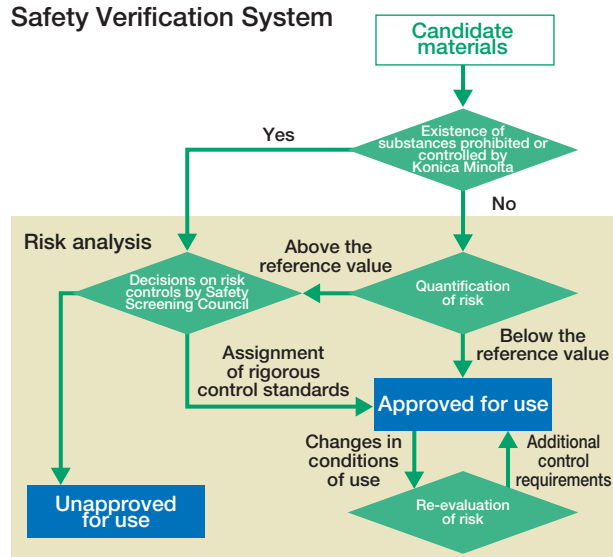 Safety Verification System
Candidate
materials
Existence of
substances prohibited or
controlled by
Konica Minolta
Yes
No
Risk analysis
Above the
reference value
Decisions on risk
controls by Safety
Screening Council
Quantification
of risk
Below the
reference value
Assignment
of rigorous
control standards
Approved for use
Changes in
conditions
of use
Additional
control
requirements
Unapproved
for use
Re-evaluation
of risk